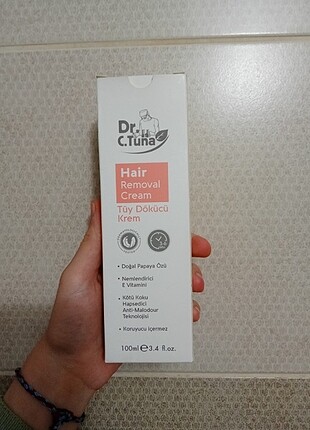 Dr.
C.Tuna
Hair
Removal
Cream
Tüy Dökücü
Krem
• Doğal Papaya Özü
• Nemlendirici
E Vitamini
• Kötü Koku
Hapsedici
Anti-Malodour
Teknolojisi
• Koruyucu İçermez
100ml ℮ 3.4 fl.oz.